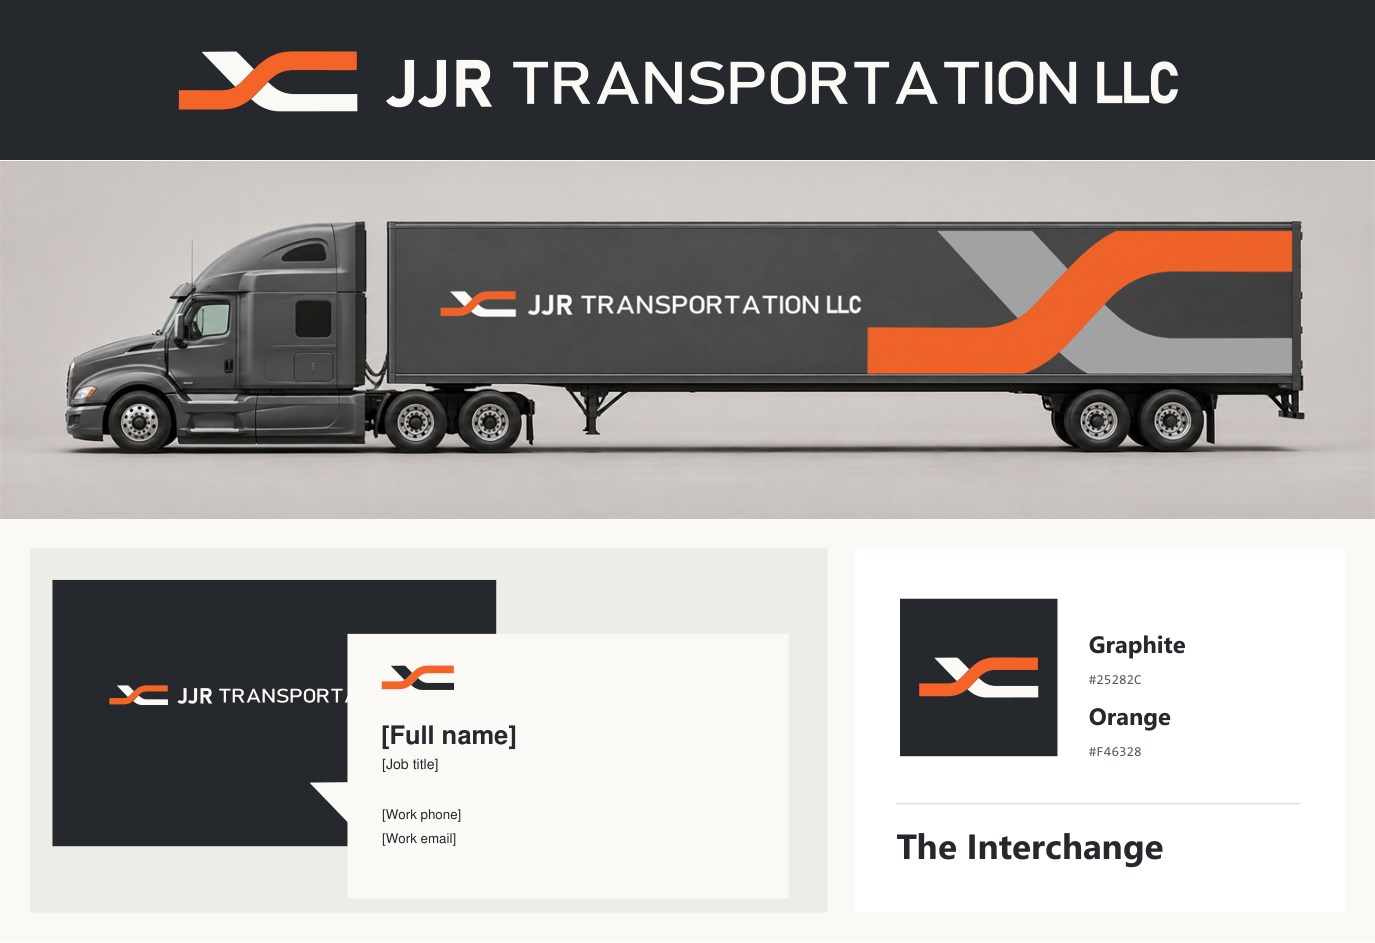 JJR TRANSPORTATION LLC
JJR TRANSPORTATION LLC
JJR TRANSPORTA
[Full name]
[Job title]
[Work phone]
[Work email]
Graphite
#25282C
Orange
#F46328
The Interchange